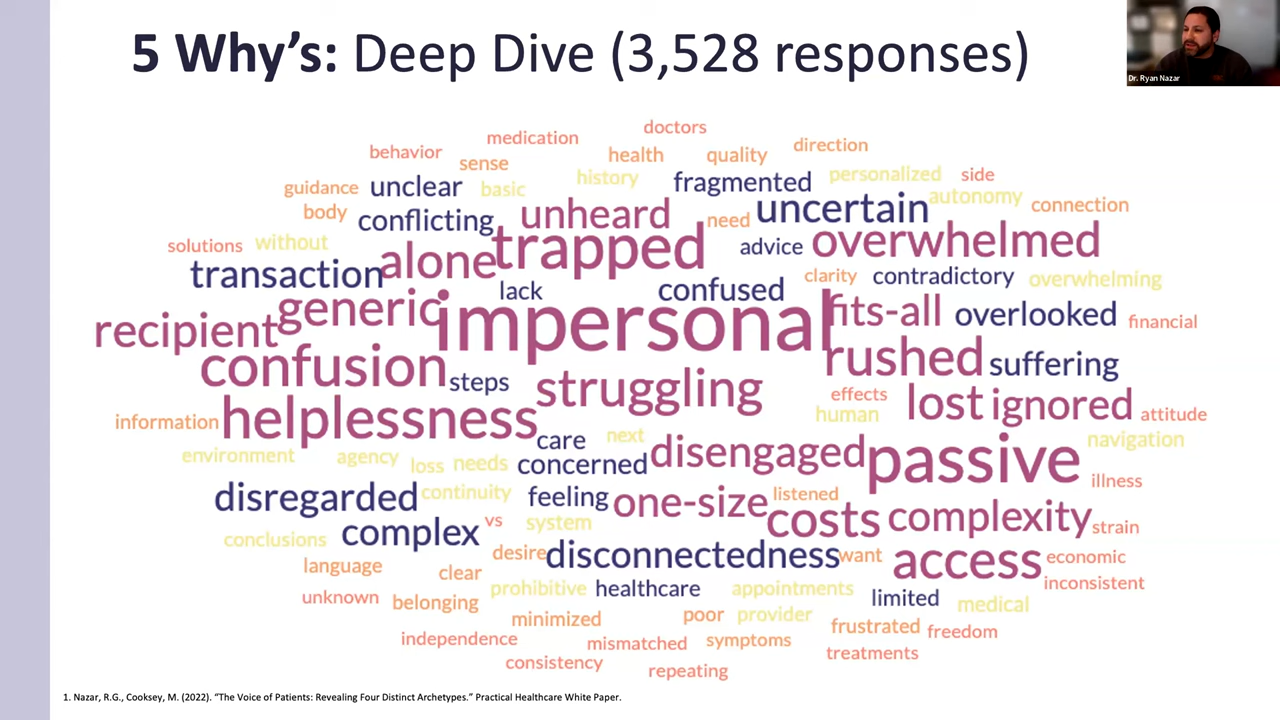 5 Why's: Deep Dive (3,528 responses)
Dr. Ryan Nazar
doctors
medication
direction
behavior
health
quality
sense
side
history
personalized
fragmented
guidance
unclear
basic
autonomy
connection
body
conflicting
unheard
need
uncertain
solutions
without
trapped
advice
overwhelmed
alone
transaction
clarity
contradictory
overwhelming
lack
confused
generic
impersonal
fits-all
overlooked
financial
recipient
confusion
rushed
suffering
steps
struggling
effects
lost
ignored
attitude
human
information
helplessness
care
next
navigation
environment
agency
loss
needs
concerned
disengaged
passive
illness
disregarded
continuity
feeling
one-size
listened
costs
complexity
strain
vs
system
conclusions
complex
desire
disconnectedness
want
access
economic
language
clear
inconsistent
prohibitive
healthcare
appointments
limited
medical
unknown
belonging
minimized
poor
provider
frustrated
freedom
independence
mismatched
symptoms
treatments
consistency
repeating
1. Nazar, R.G., Cooksey, M. (2022). “The Voice of Patients: Revealing Four Distinct Archetypes.” Practical Healthcare White Paper.